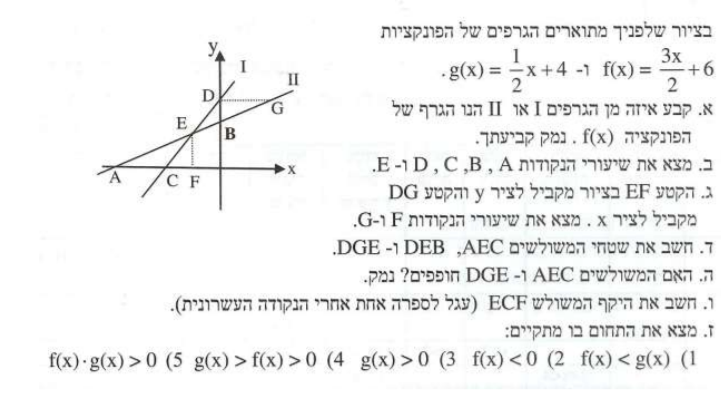 בציור שלפניך מתוארים הגרפים של הפונקציות
f(x) = 3x/2 + 6 ו- g(x) = 1/2 x + 4 .
א. קבע איזה מן הגרפים I או II הנו הגרף של
הפונקציה f(x) . נמק קביעתך.
ב. מצא את שיעורי הנקודות A , B, C , D ו-E.
ג. הקטע EF בציור מקביל לציר y והקטע DG
מקביל לציר x . מצא את שיעורי הנקודות F ו-G.
ד. חשב את שטחי המשולשים AEC, DEB ו- DGE.
ה. האם המשולשים AEC ו- DGE חופפים? נמק.
ו. חשב את היקף המשולש ECF (עגל לספרה אחת אחרי הנקודה העשרונית).
ז. מצא את התחום בו מתקיים:
1) f(x) < g(x) 2) f(x) < 0 3) g(x) > 0 4) g(x) > f(x) > 0 5) f(x)·g(x) > 0
y
I
II
D
G
E
B
A
C F
x